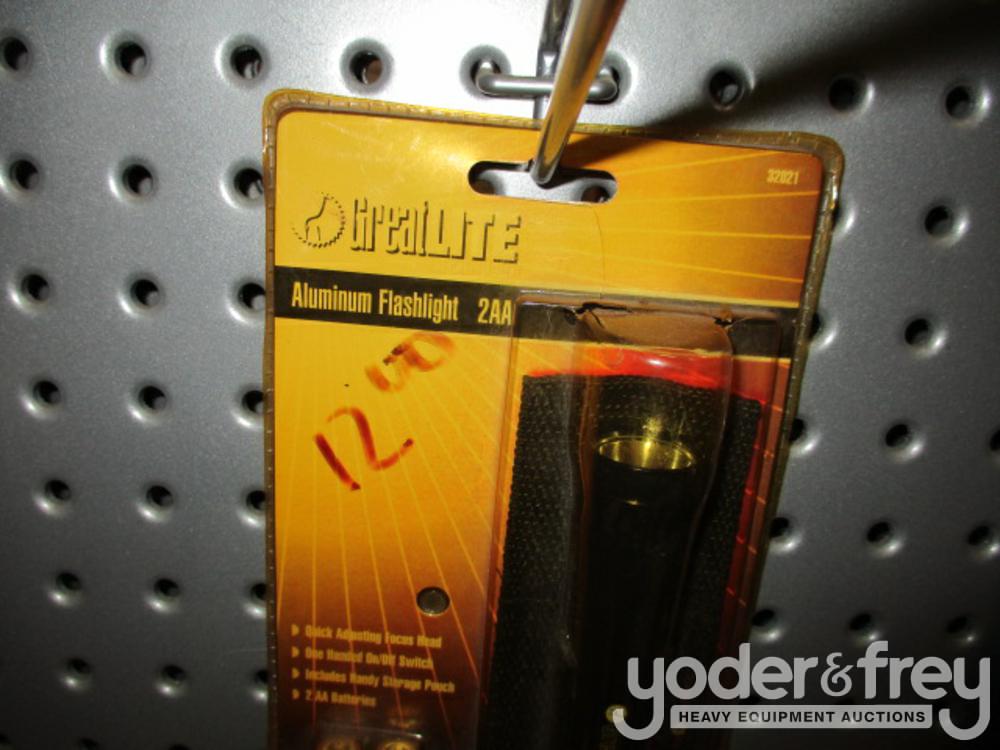 32021
GreatLITE
Aluminum Flashlight 2AA
12 00
Quick Adjusting Focus Head
One Handed On/Off Switch
Includes Handy Storage Pouch
2 AA Batteries
yoder&frey
HEAVY EQUIPMENT AUCTIONS